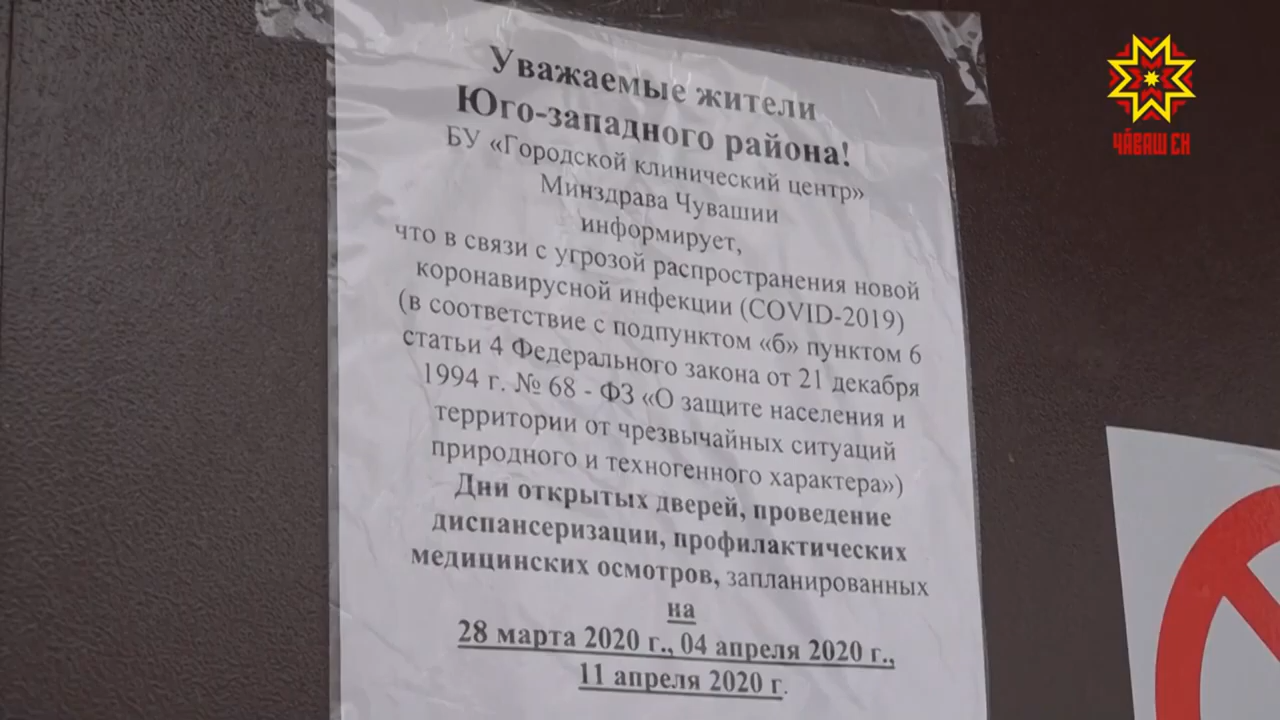 Уважаемые жители
Юго-западного района!
БУ «Городской клинический центр»
Минздрава Чувашии
информирует,
что в связи с угрозой распространения новой
коронавирусной инфекции (COVID-2019)
(в соответствие с подпунктом «б» пунктом 6
статьи 4 Федерального закона от 21 декабря
1994 г. № 68 - ФЗ «О защите населения и
территории от чрезвычайных ситуаций
природного и техногенного характера»)
Дни открытых дверей, проведение
диспансеризации, профилактических
медицинских осмотров, запланированных
на
28 марта 2020 г., 04 апреля 2020 г.,
11 апреля 2020 г.
ЧӐВАШ ЕН